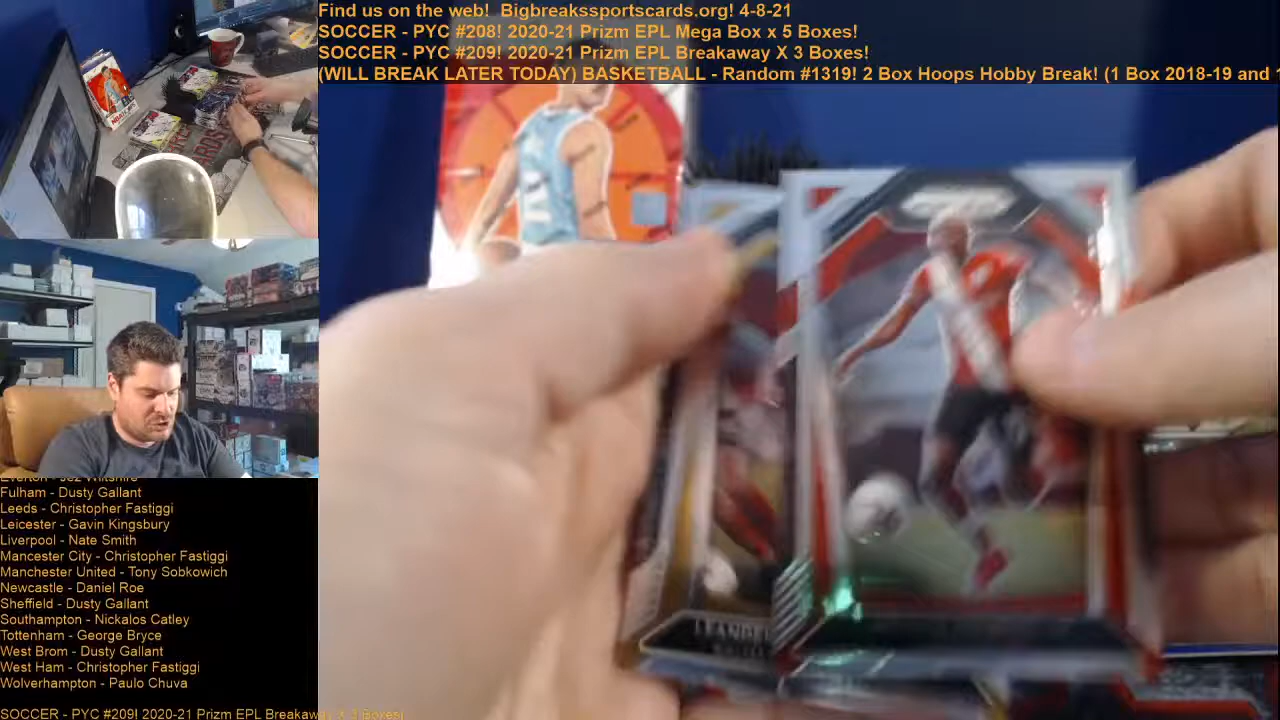 Find us on the web!  Bigbreakssportscards.org! 4-8-21
SOCCER - PYC #208! 2020-21 Prizm EPL Mega Box x 5 Boxes!
SOCCER - PYC #209! 2020-21 Prizm EPL Breakaway X 3 Boxes!
(WILL BREAK LATER TODAY) BASKETBALL - Random #1319! 2 Box Hoops Hobby Break! (1 Box 2018-19 and
Everton - Jez Wiltshire
Fulham - Dusty Gallant
Leeds - Christopher Fastiggi
Leicester - Gavin Kingsbury
Liverpool - Nate Smith
Mancester City - Christopher Fastiggi
Manchester United - Tony Sobkowich
Newcastle - Daniel Roe
Sheffield - Dusty Gallant
Southampton - Nickalos Catley
Tottenham - George Bryce
West Brom - Dusty Gallant
West Ham - Christopher Fastiggi
Wolverhampton - Paulo Chuva
SOCCER - PYC #209! 2020-21 Prizm EPL Breakaway X 3 Boxes!